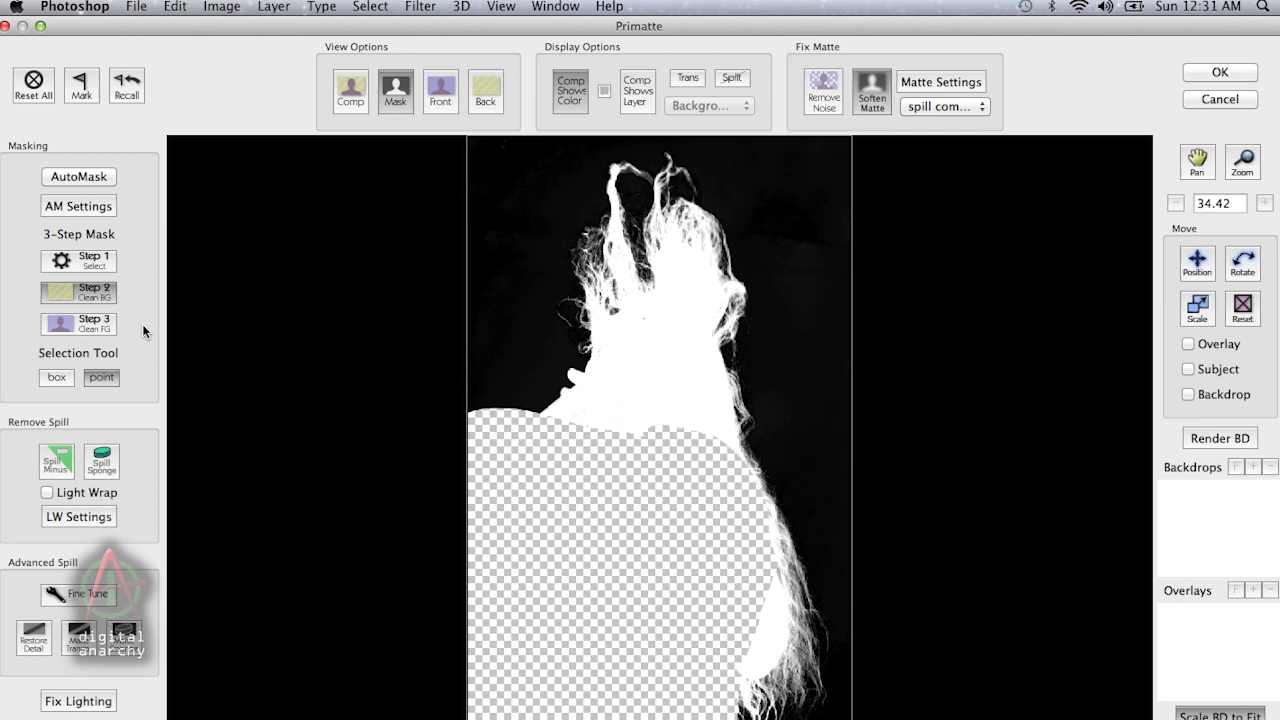 Photoshop File Edit Image Layer Type Select Filter 3D View Window Help Sun 12:31 AM
Primatte
View Options Display Options Fix Matte
Reset All Mark Recall
Comp Mask Front Back
Comp Shows Color
Comp Shows Layer
Trans Split
Backgro...
Remove Noise
Soften Matte
Matte Settings
spill com...
OK
Cancel
Masking
AutoMask
AM Settings
3-Step Mask
Step 1
Select
Step 2
Clean BG
Step 3
Clean FG
Selection Tool
box point
Remove Spill
Spill Minus
Spill Sponge
Light Wrap
LW Settings
Advanced Spill
Fine Tune
Restore Detail
digital
anarchy
Fix Lighting
Pan Zoom
- 34.42 +
Move
Position Rotate
Scale Reset
Overlay
Subject
Backdrop
Render BD
Backdrops F + -
Overlays F + -
Scale BD to Fit